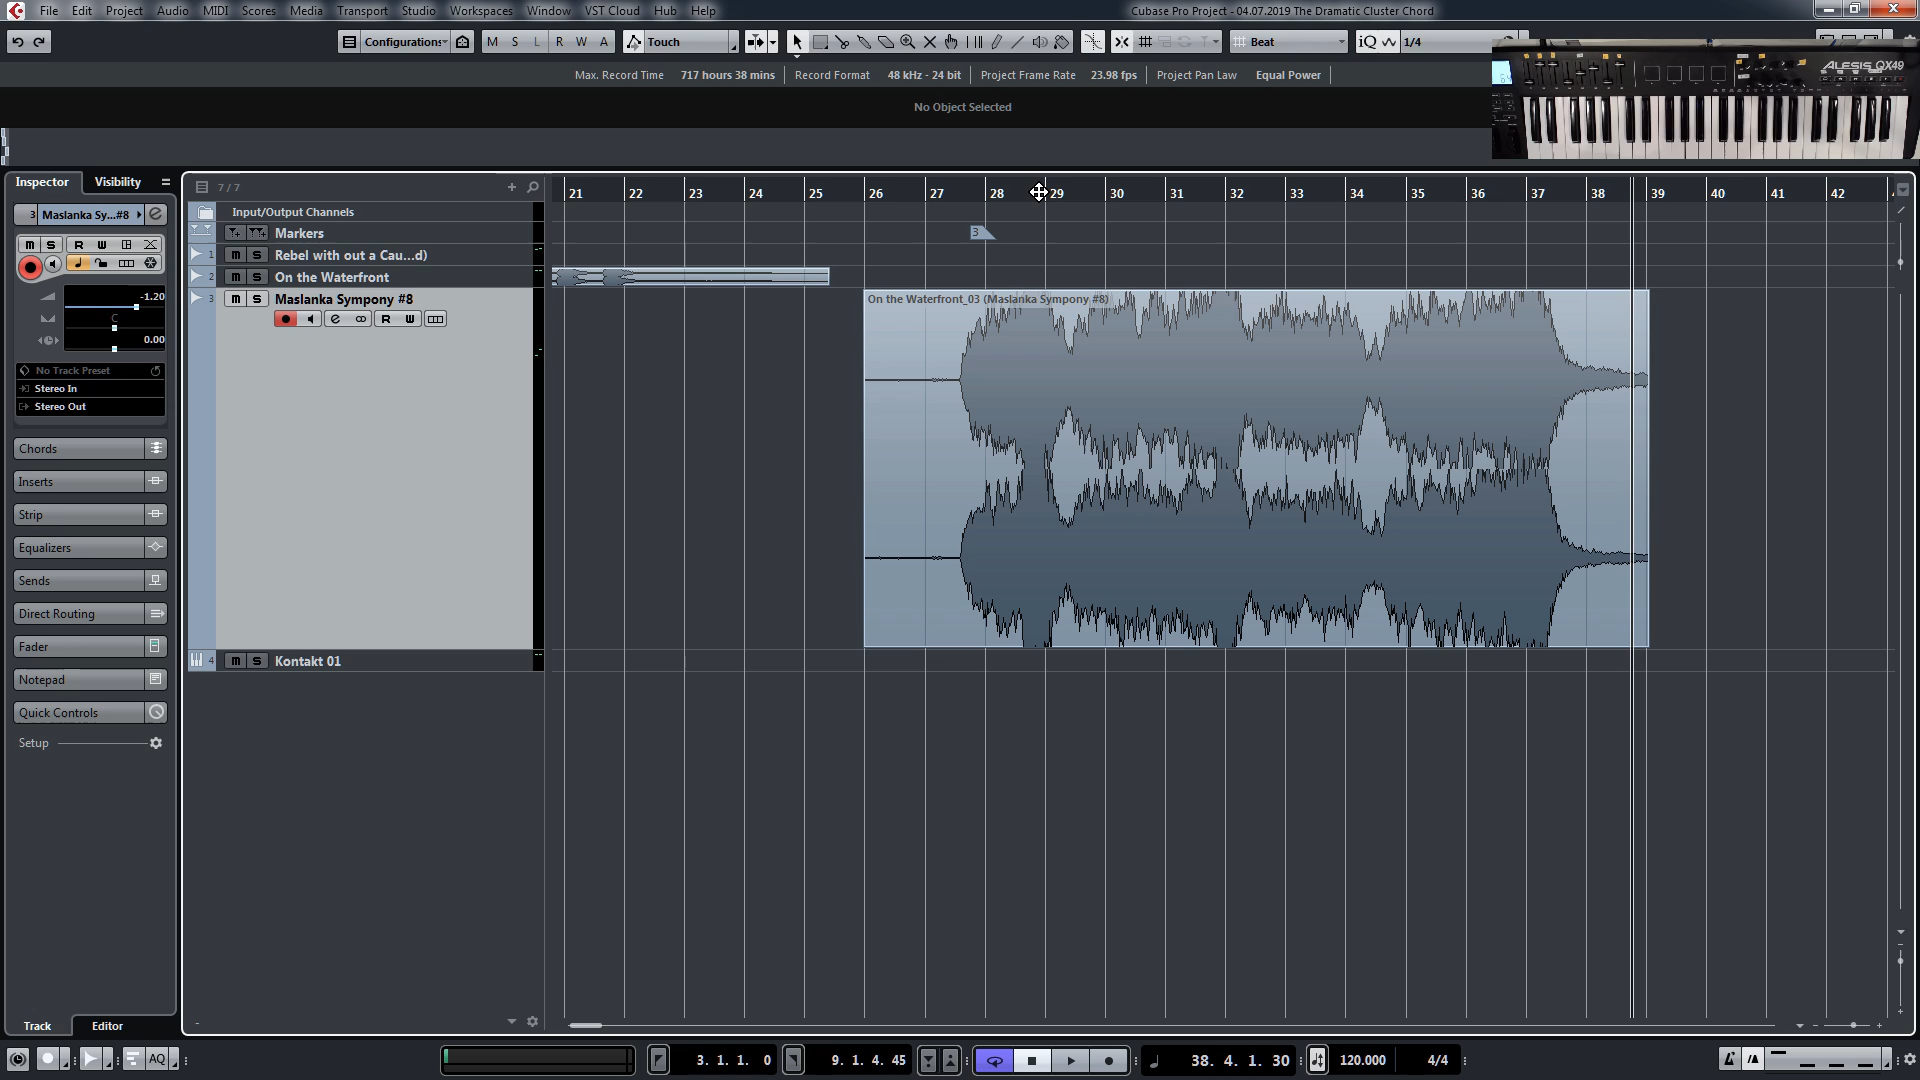 File Edit Project Audio MIDI Scores Media Transport Studio Workspaces Window VST Cloud Hub Help
Cubase Pro Project - 04.07.2019 The Dramatic Cluster Chord
Configurations M S L R W A Touch Beat iQ 1/4
Max. Record Time 717 hours 38 mins Record Format 48 kHz - 24 bit Project Frame Rate 23.98 fps Project Pan Law Equal Power
No Object Selected
ALESIS QX49
Inspector Visibility
7 / 7
21 22 23 24 25 26 27 28 29 30 31 32 33 34 35 36 37 38 39 40 41 42
3 Maslanka Sy...#8
m s R W
-1.20
C
0.00
No Track Preset
Stereo In
Stereo Out
Chords
Inserts
Strip
Equalizers
Sends
Direct Routing
Fader
Notepad
Quick Controls
Setup
Track Editor
Input/Output Channels
Markers
3
1 m s Rebel with out a Cau...d)
2 m s On the Waterfront
3 m s Maslanka Sympony #8
R W
On the Waterfront_03 (Maslanka Sympony #8)
4 m s Kontakt 01
AQ 3. 1. 1. 0 9. 1. 4. 45 38. 4. 1. 30 120.000 4/4